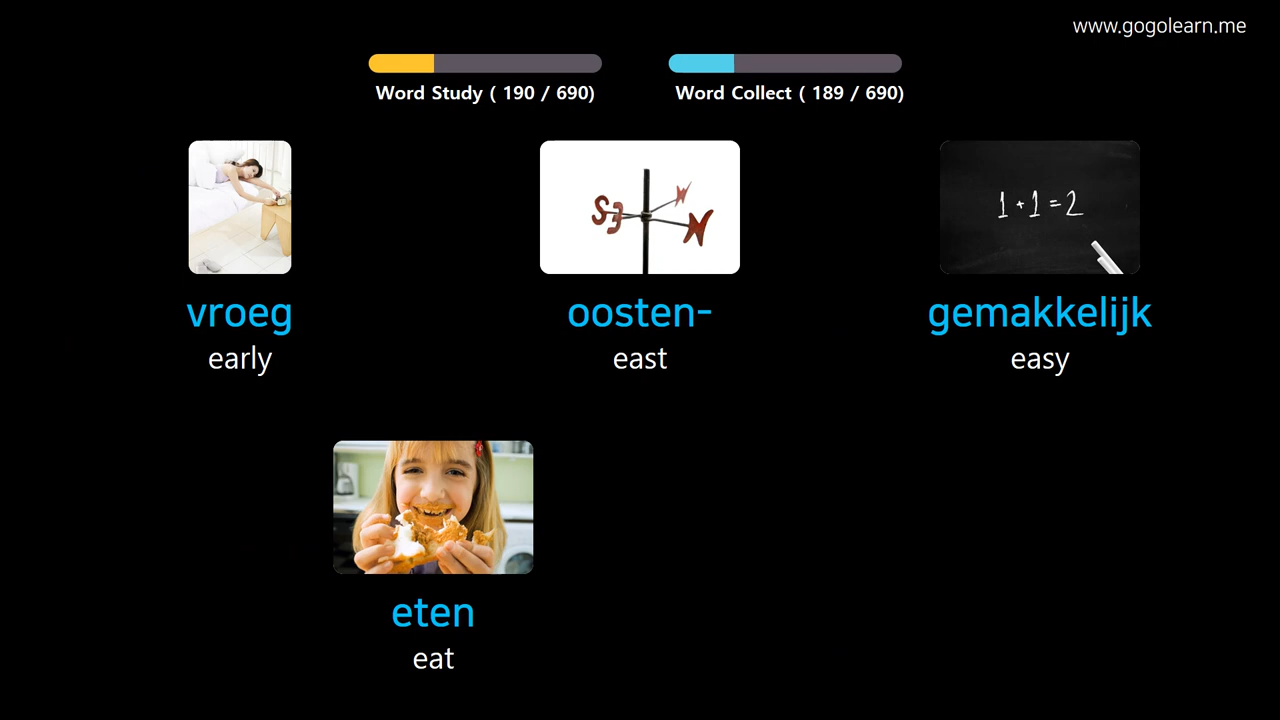 www.gogolearn.me
Word Study ( 190 / 690)
Word Collect ( 189 / 690)
S E N W
1 + 1 = 2
vroeg
oosten-
gemakkelijk
early
east
easy
eten
eat